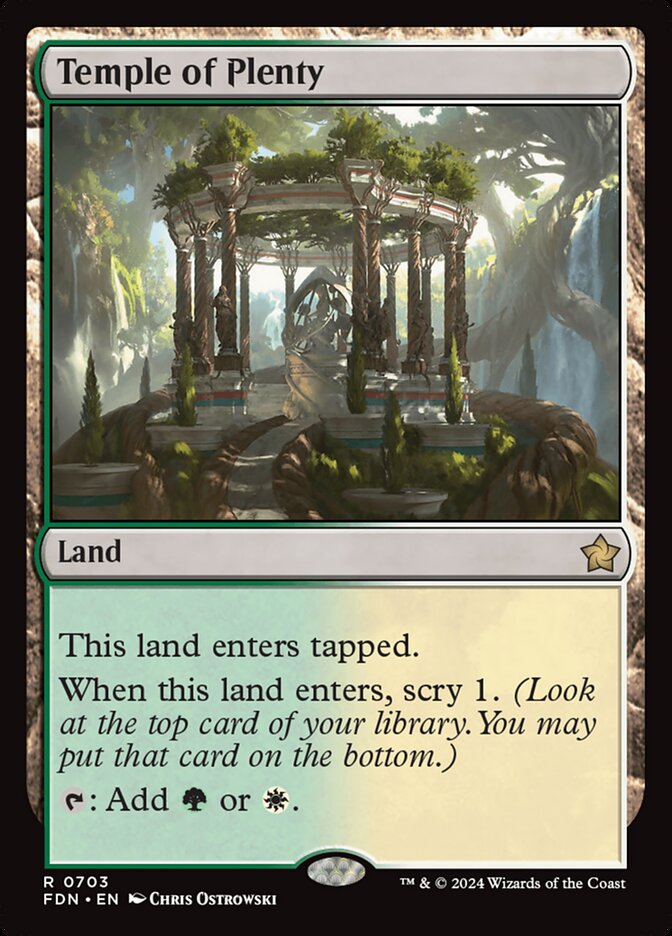 Temple of Plenty
Land
This land enters tapped.
When this land enters, scry 1. (Look
at the top card of your library. You may
put that card on the bottom.)
: Add or .
R 0703
FDN • EN Chris Ostrowski
™ & © 2024 Wizards of the Coast